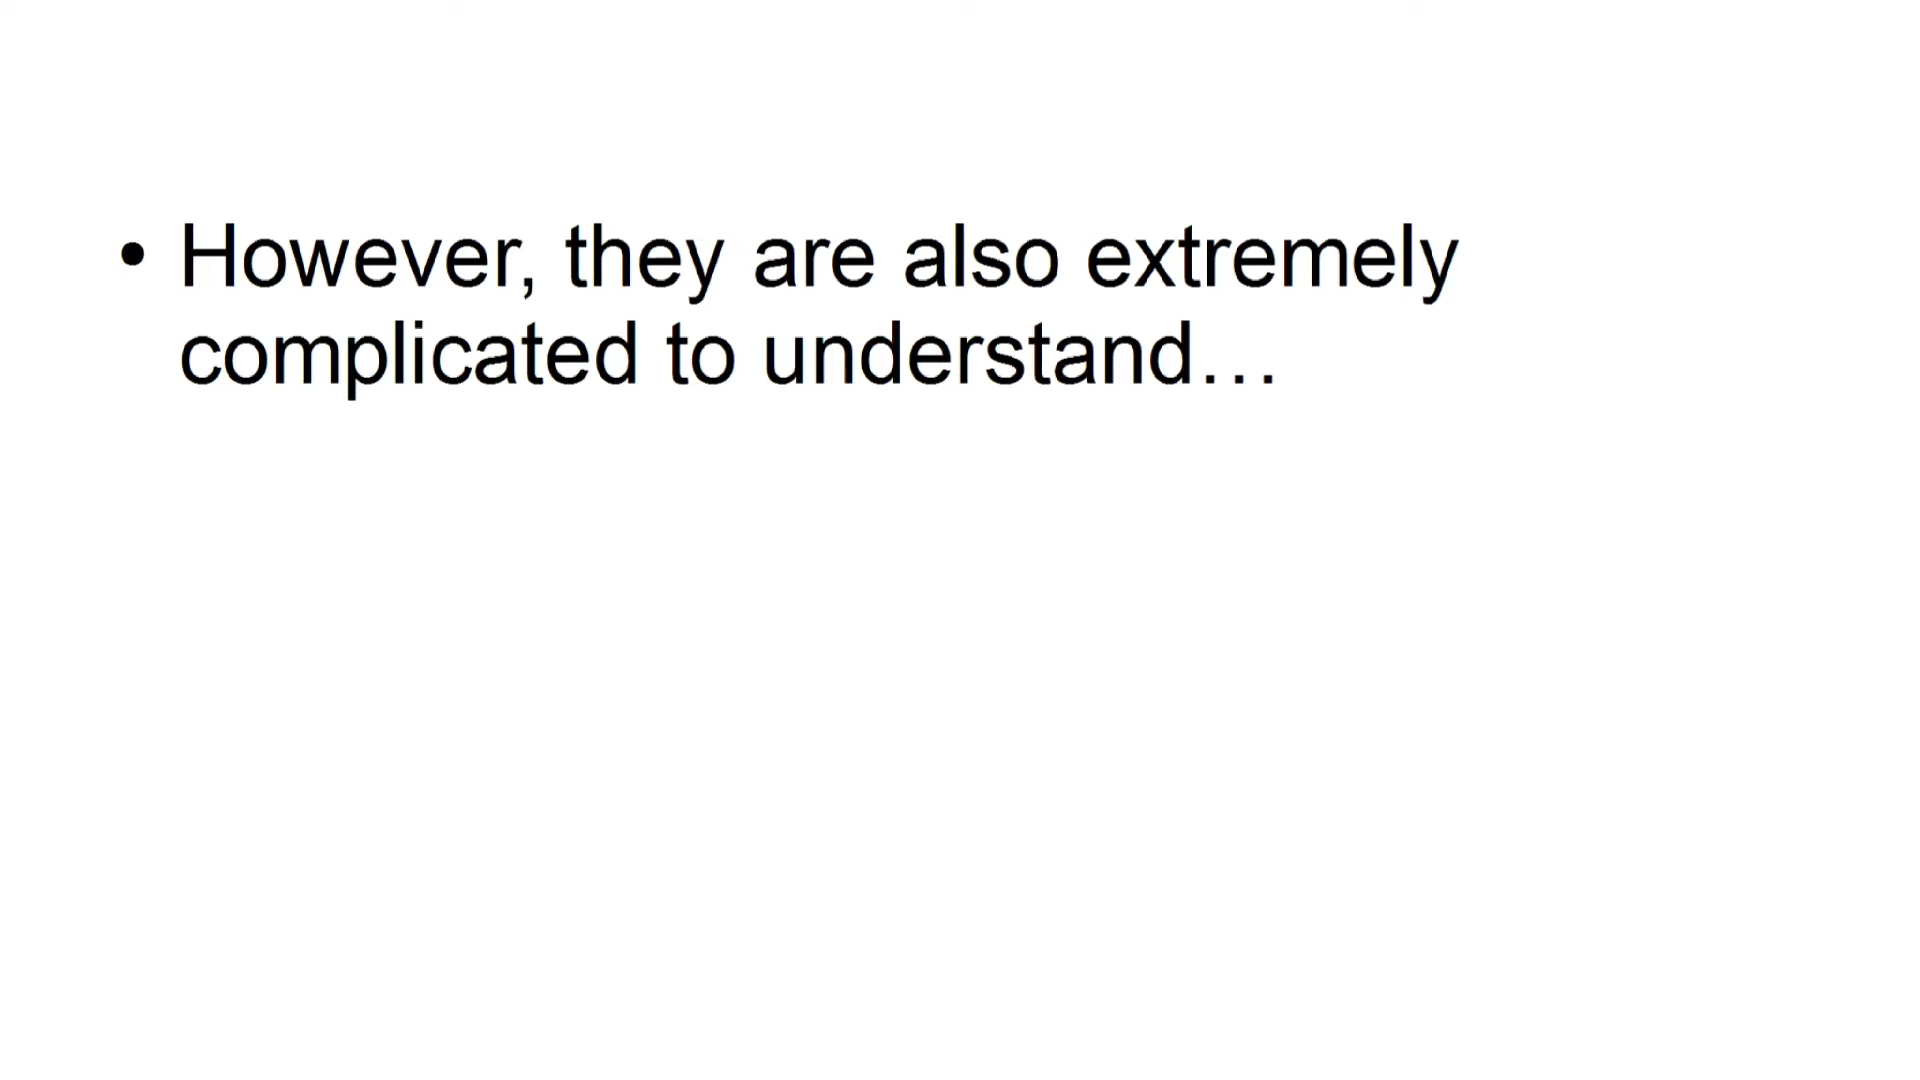 • However, they are also extremely
complicated to understand…